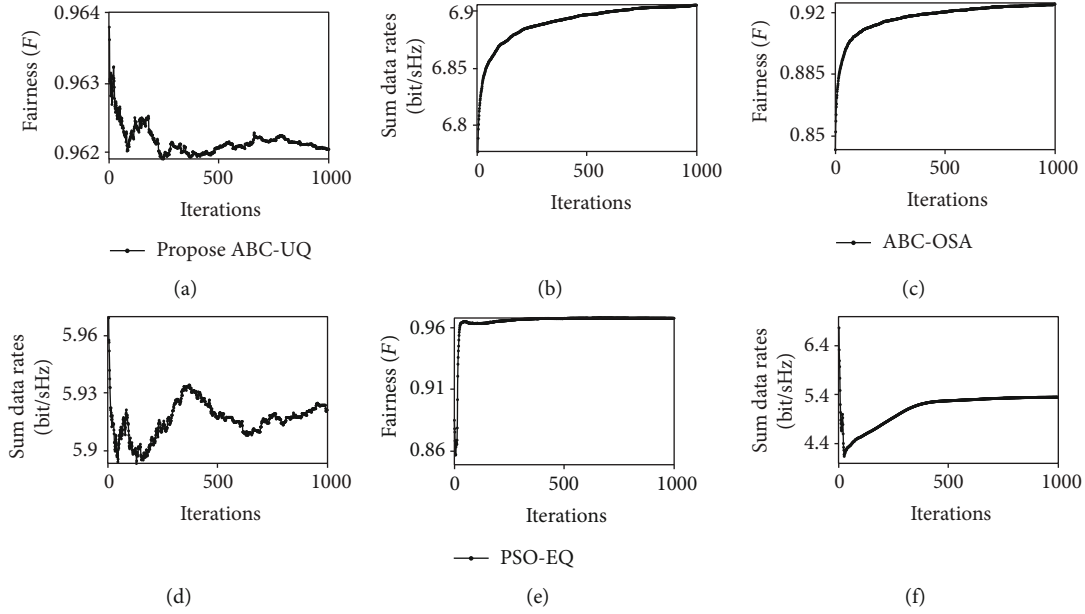 Fairness (F)
0.964
0.963
0.962
0
500
1000
Iterations
Propose ABC-UQ
(a)
Sum data rates
(bit/sHz)
6.9
6.85
6.8
0
500
1000
Iterations
(b)
Fairness (F)
0.92
0.885
0.85
0
500
1000
Iterations
ABC-OSA
(c)
Sum data rates
(bit/sHz)
5.96
5.93
5.9
0
500
1000
Iterations
(d)
Fairness (F)
0.96
0.91
0.86
0
500
1000
Iterations
PSO-EQ
(e)
Sum data rates
(bit/sHz)
6.4
5.4
4.4
0
500
1000
Iterations
(f)